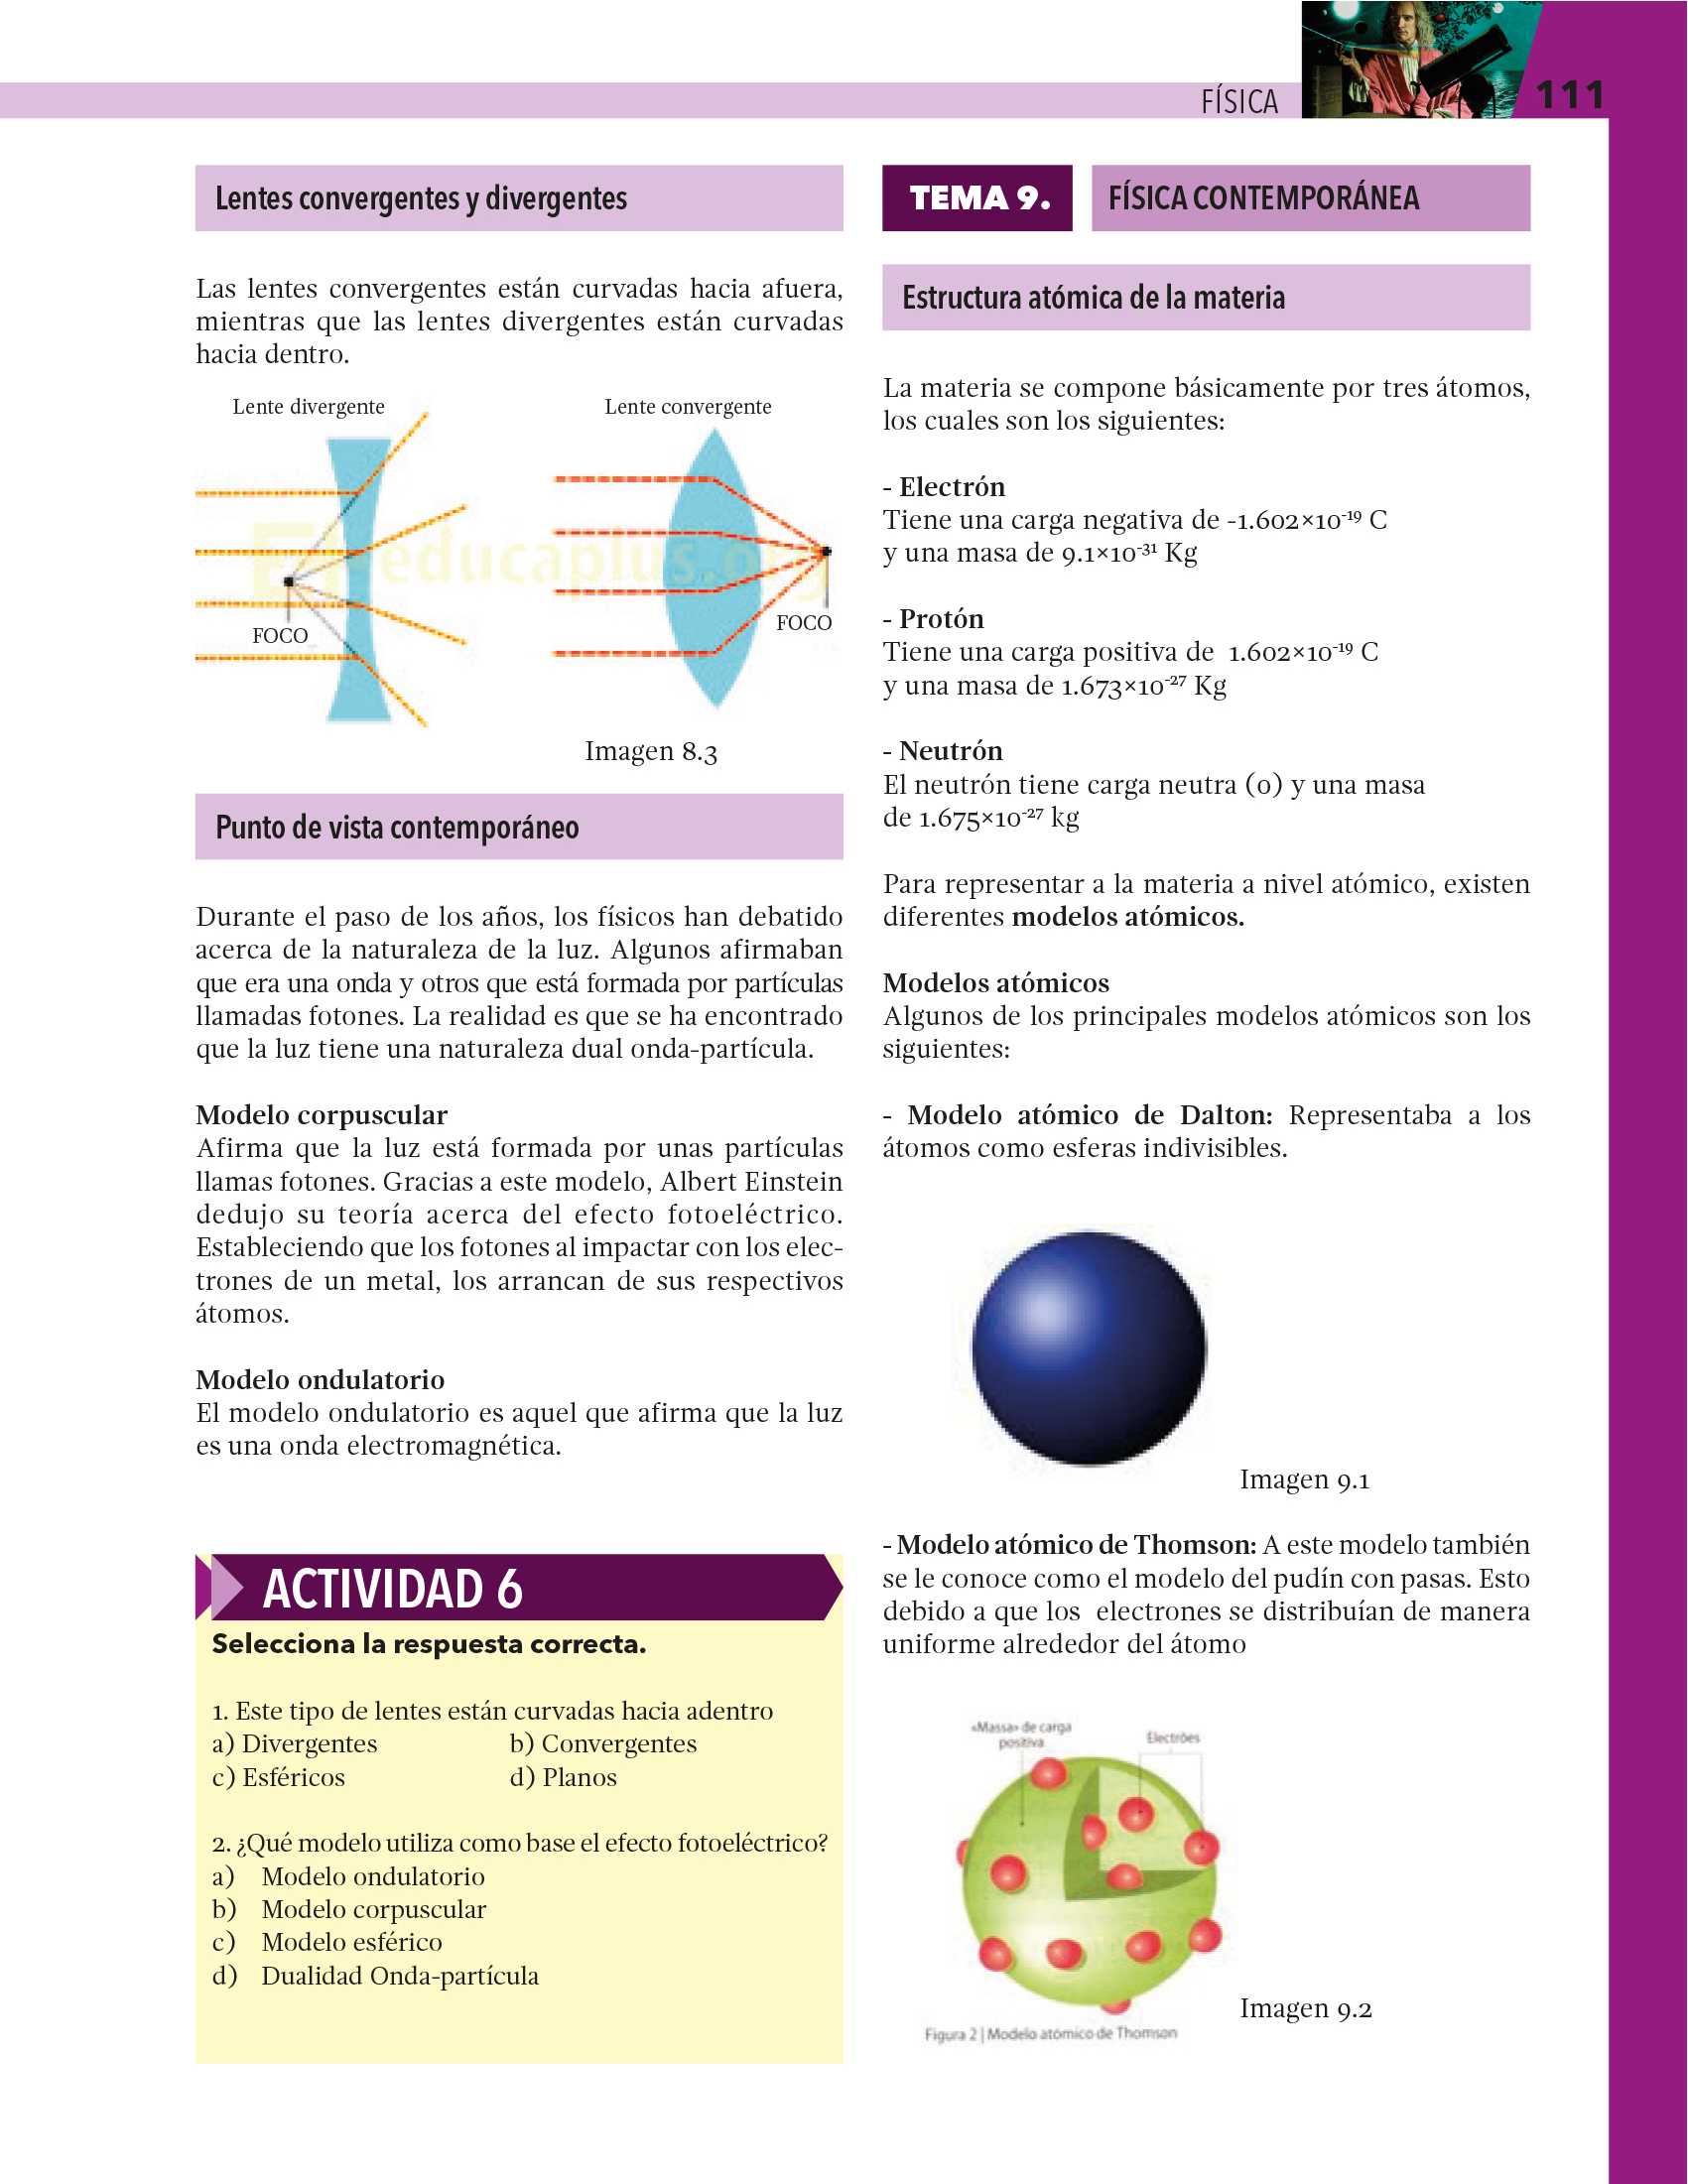 FÍSICA
111
Lentes convergentes y divergentes
Las lentes convergentes están curvadas hacia afuera,
mientras que las lentes divergentes están curvadas
hacia dentro.
Lente divergente
Lente convergente
educaplus.org
FOCO
FOCO
Imagen 8.3
Punto de vista contemporáneo
Durante el paso de los años, los físicos han debatido
acerca de la naturaleza de la luz. Algunos afirmaban
que era una onda y otros que está formada por partículas
llamadas fotones. La realidad es que se ha encontrado
que la luz tiene una naturaleza dual onda-partícula.
Modelo corpuscular
Afirma que la luz está formada por unas partículas
llamas fotones. Gracias a este modelo, Albert Einstein
dedujo su teoría acerca del efecto fotoeléctrico.
Estableciendo que los fotones al impactar con los elec-
trones de un metal, los arrancan de sus respectivos
átomos.
Modelo ondulatorio
El modelo ondulatorio es aquel que afirma que la luz
es una onda electromagnética.
ACTIVIDAD 6
Selecciona la respuesta correcta.
1. Este tipo de lentes están curvadas hacia adentro
a) Divergentes b) Convergentes
c) Esféricos d) Planos
2. ¿Qué modelo utiliza como base el efecto fotoeléctrico?
a) Modelo ondulatorio
b) Modelo corpuscular
c) Modelo esférico
d) Dualidad Onda-partícula
TEMA 9. FÍSICA CONTEMPORÁNEA
Estructura atómica de la materia
La materia se compone básicamente por tres átomos,
los cuales son los siguientes:
- Electrón
Tiene una carga negativa de -1.602×10⁻¹⁹ C
y una masa de 9.1×10⁻³¹ Kg
- Protón
Tiene una carga positiva de 1.602×10⁻¹⁹ C
y una masa de 1.673×10⁻²⁷ Kg
- Neutrón
El neutrón tiene carga neutra (0) y una masa
de 1.675×10⁻²⁷ kg
Para representar a la materia a nivel atómico, existen
diferentes modelos atómicos.
Modelos atómicos
Algunos de los principales modelos atómicos son los
siguientes:
- Modelo atómico de Dalton: Representaba a los
átomos como esferas indivisibles.
Imagen 9.1
- Modelo atómico de Thomson: A este modelo también
se le conoce como el modelo del pudín con pasas. Esto
debido a que los electrones se distribuían de manera
uniforme alrededor del átomo
«Massa» de carga
positiva
Electrões
Imagen 9.2
Figura 2 | Modelo atómico de Thomson